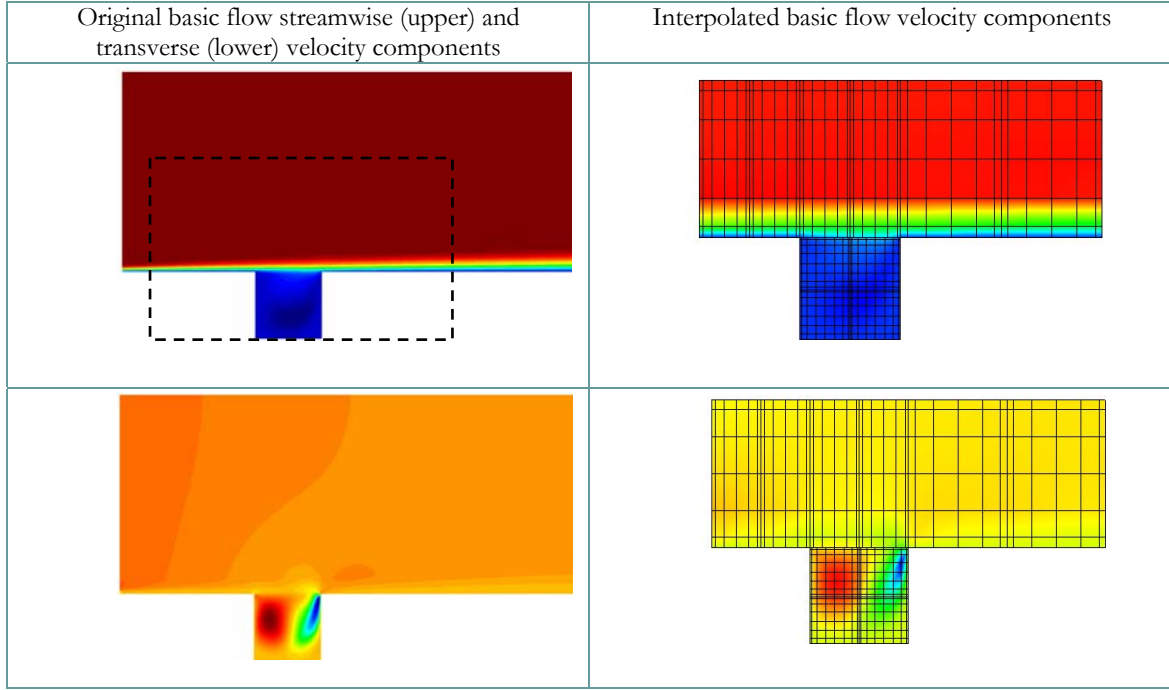 Original basic flow streamwise (upper) and
transverse (lower) velocity components
Interpolated basic flow velocity components